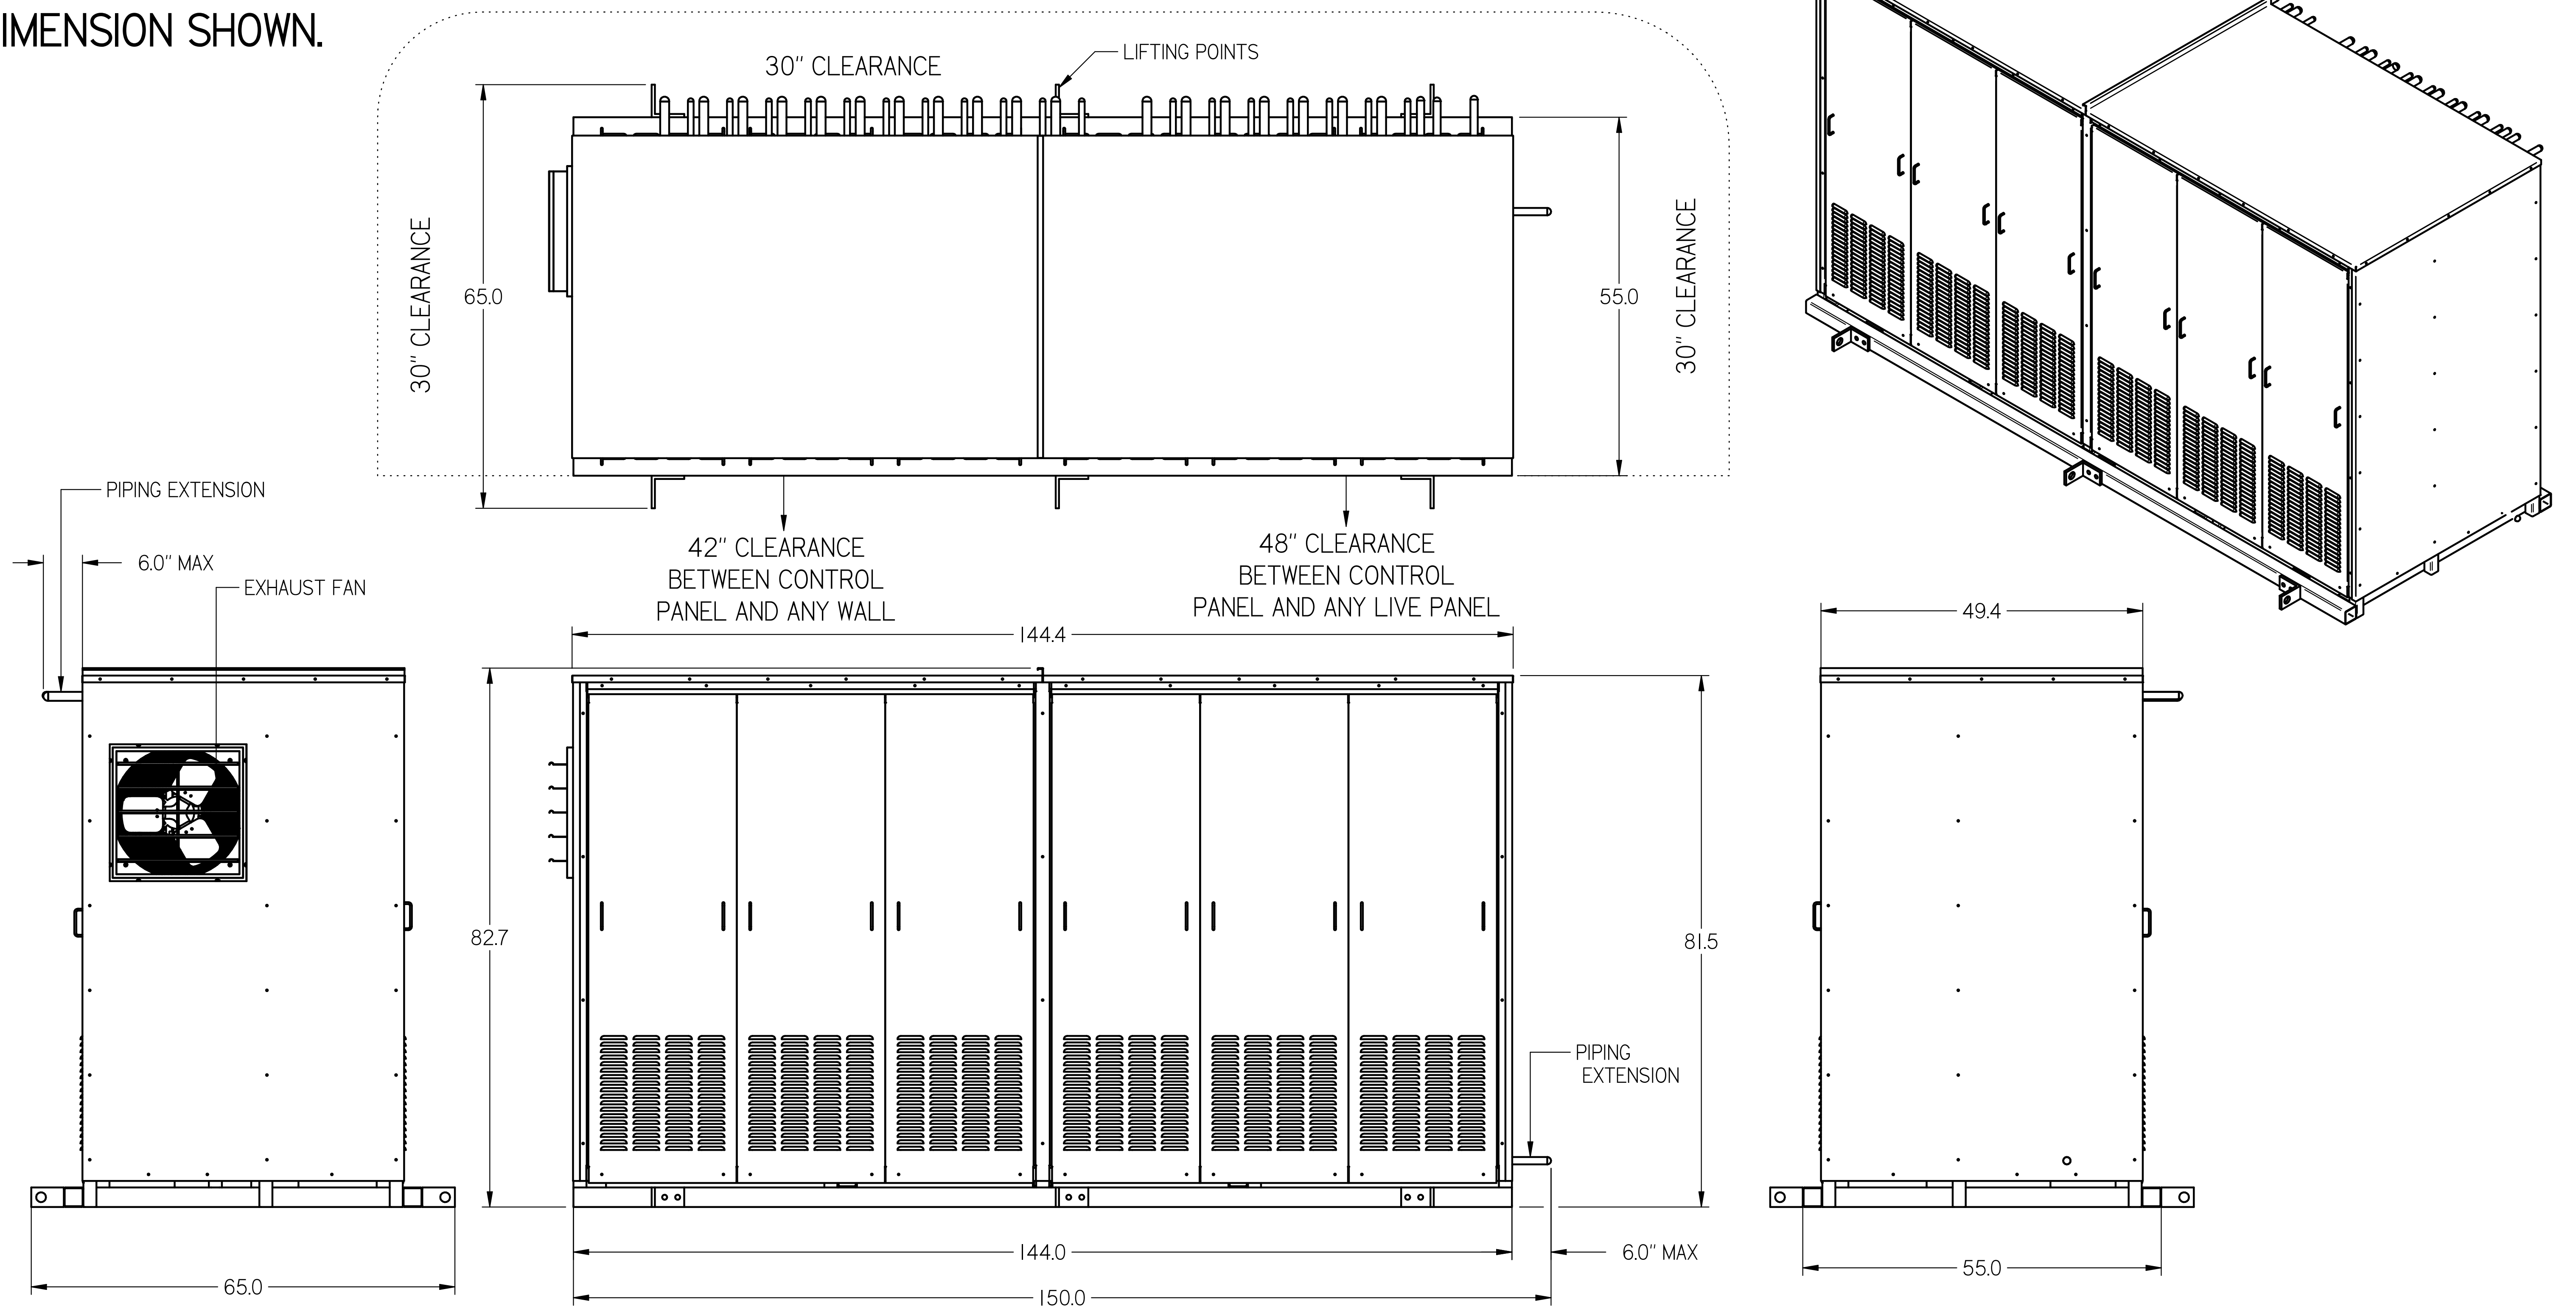 IMENSION SHOWN.
LIFTING POINTS
30" CLEARANCE
30" CLEARANCE
65.0
55.0
30" CLEARANCE
PIPING EXTENSION
6.0" MAX
EXHAUST FAN
42" CLEARANCE
BETWEEN CONTROL
PANEL AND ANY WALL
48" CLEARANCE
BETWEEN CONTROL
PANEL AND ANY LIVE PANEL
144.4
49.4
82.7
81.5
PIPING
EXTENSION
144.0
6.0" MAX
65.0
55.0
150.0